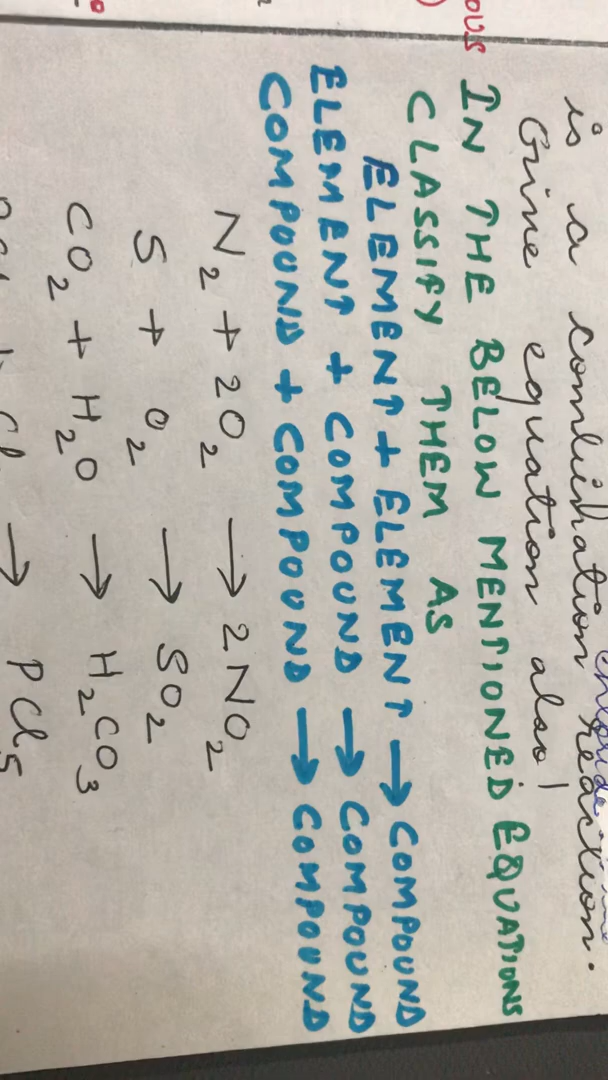 is a combination reaction.
Give equation also!
IN THE BELOW MENTIONED EQUATIONS
CLASSIFY THEM AS
ELEMENT + ELEMENT → COMPOUND
ELEMENT + COMPOUND → COMPOUND
COMPOUND + COMPOUND → COMPOUND
N₂ + 2O₂ → 2NO₂
S + O₂ → SO₂
CO₂ + H₂O → H₂CO₃
→ PCl₅